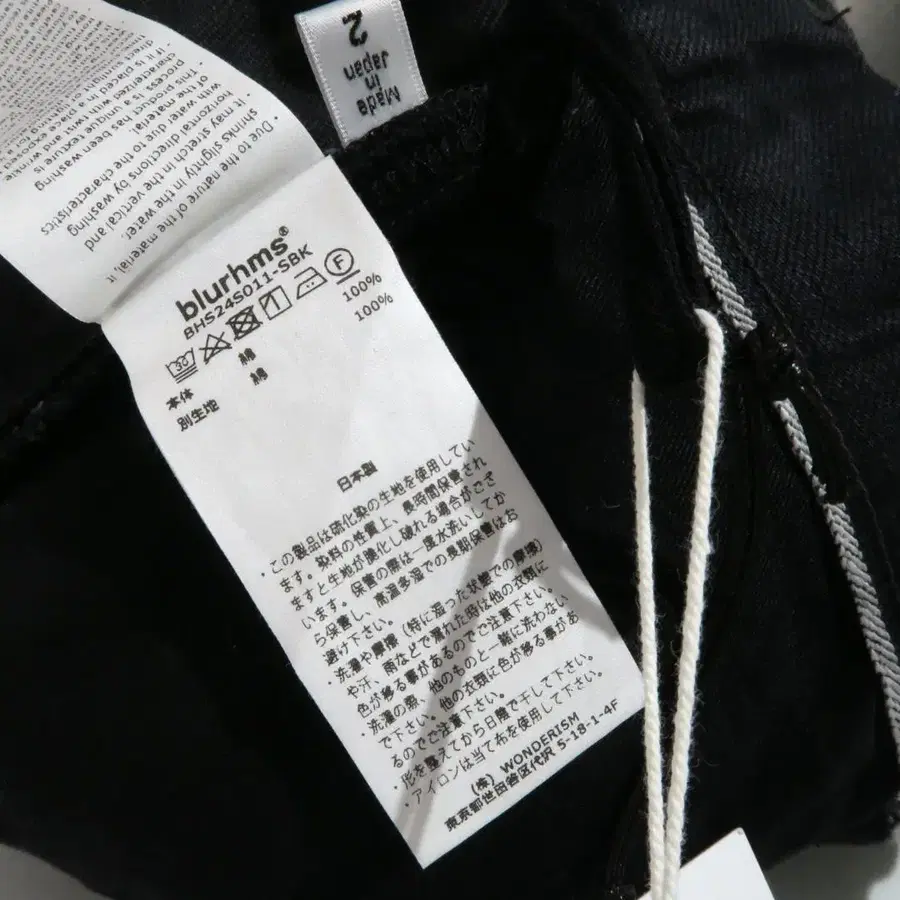 2
Made
in
Japan
• Due to the nature of the material, it
shrinks slightly in the water.
It may stretch in the vertical and
horizontal directions by washing
with water due to the characteristics
of the material.
• This product has been washing
process is a unique texture
blurhms®
BHS24S011-SBK
F
本体 綿 100%
別生地 綿 100%
日本製
・この製品は硫化染の生地を使用してい
ます。染料の性質上、長時間保管され
ますと生地が脆化し破れる場合がござ
います。保管の際は一度水洗いしてか
ら保管し、高温多湿での長期保管はお
避け下さい。
・洗濯や摩擦(特に湿った状態での摩擦)
や汗、雨などで濡れた時は他の衣類に
色が移る事があるのでご注意下さい。
・洗濯の際、他のものと一緒に洗わない
で下さい。他の衣類に色が移る事があ
るのでご注意下さい。
・形を整えてから日陰で干して下さい。
・アイロンは当て布を使用して下さい。
(株) WONDERISM
東京都世田谷区代沢 5-18-1-4F